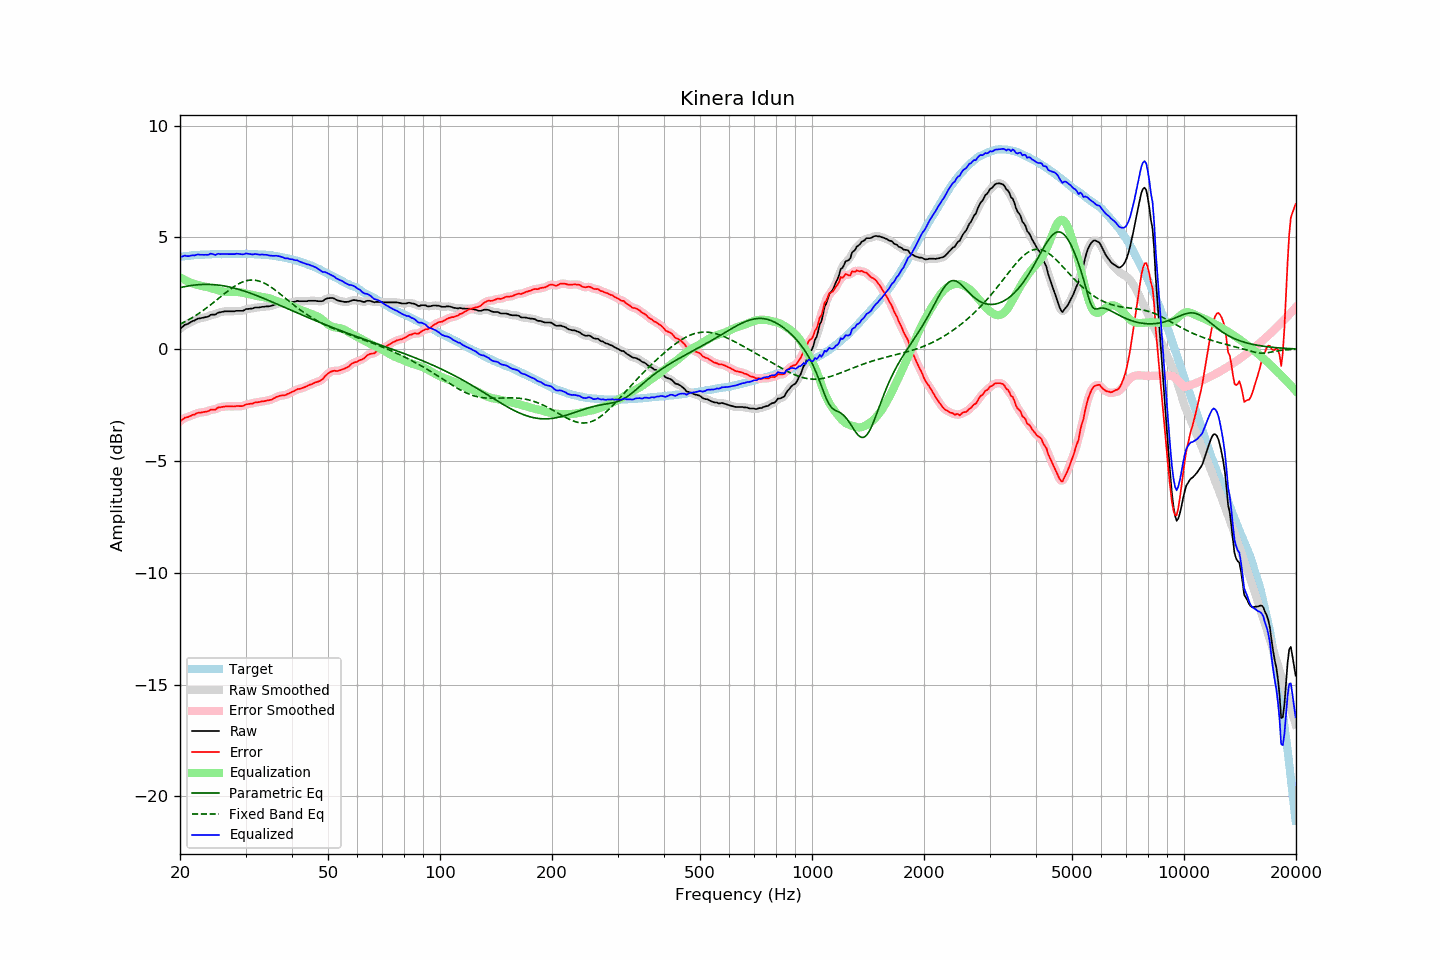 Kinera Idun
10
5
0
−5
−10
−15
−20
Amplitude (dBr)
Target
Raw Smoothed
Error Smoothed
Raw
Error
Equalization
Parametric Eq
Fixed Band Eq
Equalized
20 50 100 200 500 1000 2000 5000 10000 20000
Frequency (Hz)